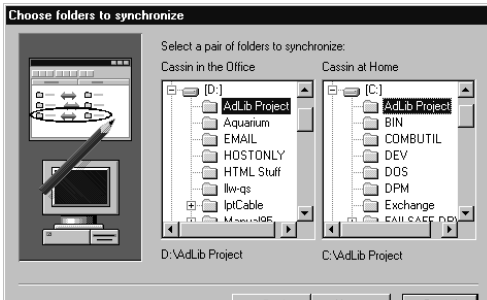 Choose folders to synchronize
Select a pair of folders to synchronize:
Cassin in the Office
[D:]
AdLib Project
Aquarium
EMAIL
HOSTONLY
HTML Stuff
Ilw-qs
IptCable
Manual95
D:\AdLib Project
Cassin at Home
[C:]
AdLib Project
BIN
COMBUTIL
DEV
DOS
DPM
Exchange
C:\AdLib Project